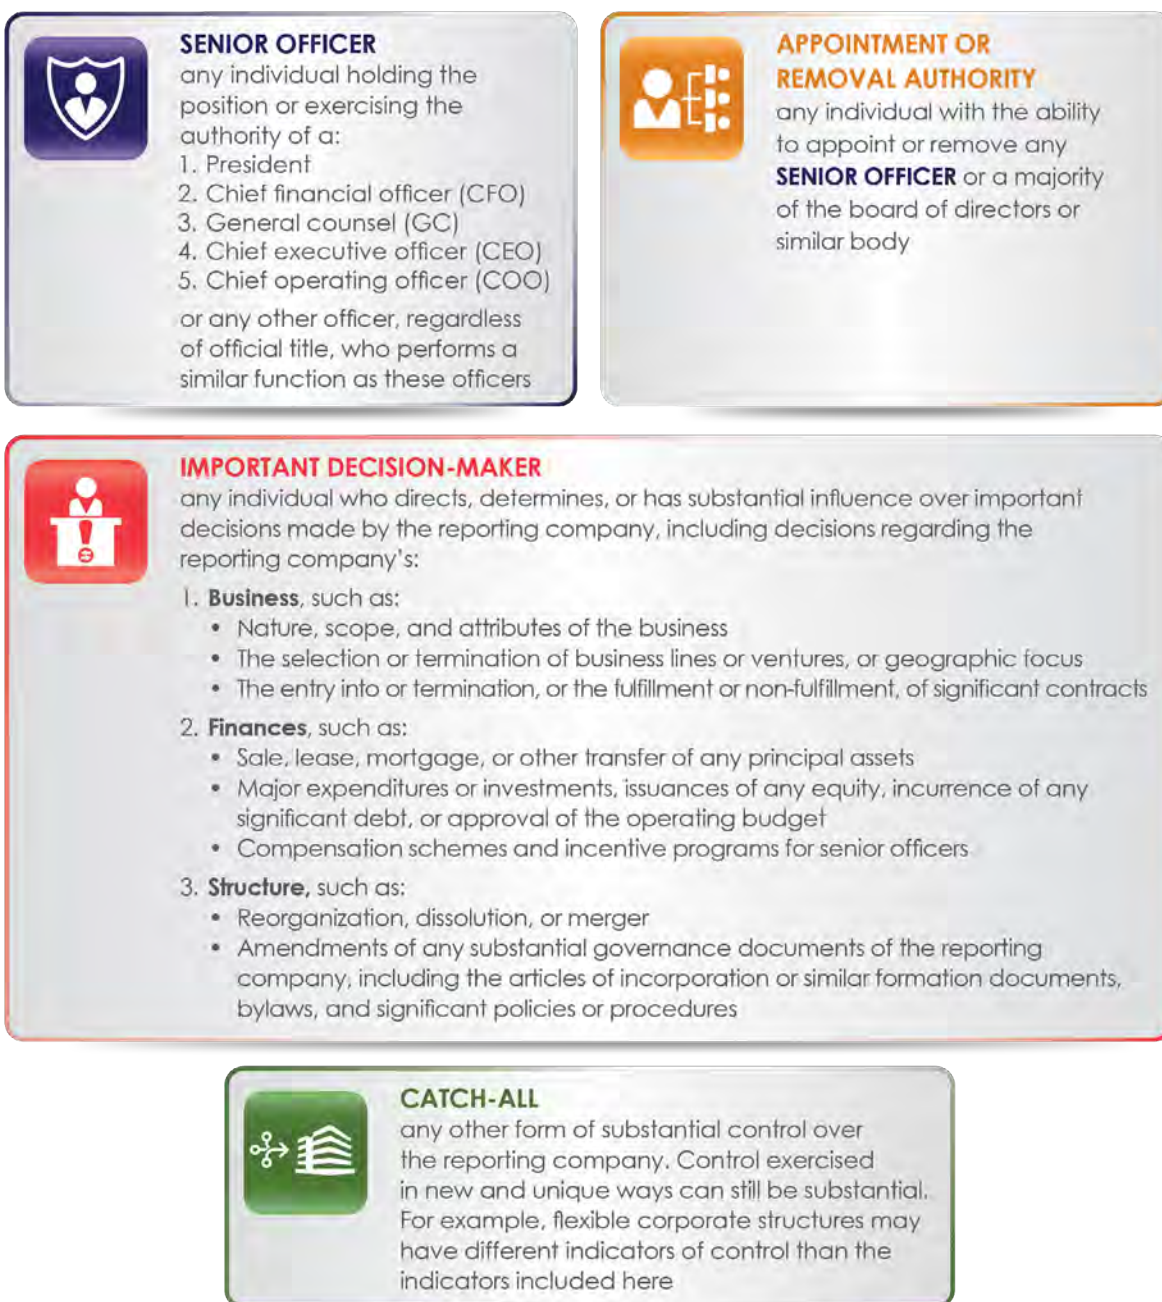 SENIOR OFFICER
any individual holding the
position or exercising the
authority of a:
1. President
2. Chief financial officer (CFO)
3. General counsel (GC)
4. Chief executive officer (CEO)
5. Chief operating officer (COO)
or any other officer, regardless
of official title, who performs a
similar function as these officers
APPOINTMENT OR
REMOVAL AUTHORITY
any individual with the ability
to appoint or remove any
SENIOR OFFICER or a majority
of the board of directors or
similar body
IMPORTANT DECISION-MAKER
any individual who directs, determines, or has substantial influence over important
decisions made by the reporting company, including decisions regarding the
reporting company's:
1. Business, such as:
• Nature, scope, and attributes of the business
• The selection or termination of business lines or ventures, or geographic focus
• The entry into or termination, or the fulfillment or non-fulfillment, of significant contracts
2. Finances, such as:
• Sale, lease, mortgage, or other transfer of any principal assets
• Major expenditures or investments, issuances of any equity, incurrence of any
significant debt, or approval of the operating budget
• Compensation schemes and incentive programs for senior officers
3. Structure, such as:
• Reorganization, dissolution, or merger
• Amendments of any substantial governance documents of the reporting
company, including the articles of incorporation or similar formation documents,
bylaws, and significant policies or procedures
CATCH-ALL
any other form of substantial control over
the reporting company. Control exercised
in new and unique ways can still be substantial.
For example, flexible corporate structures may
have different indicators of control than the
indicators included here